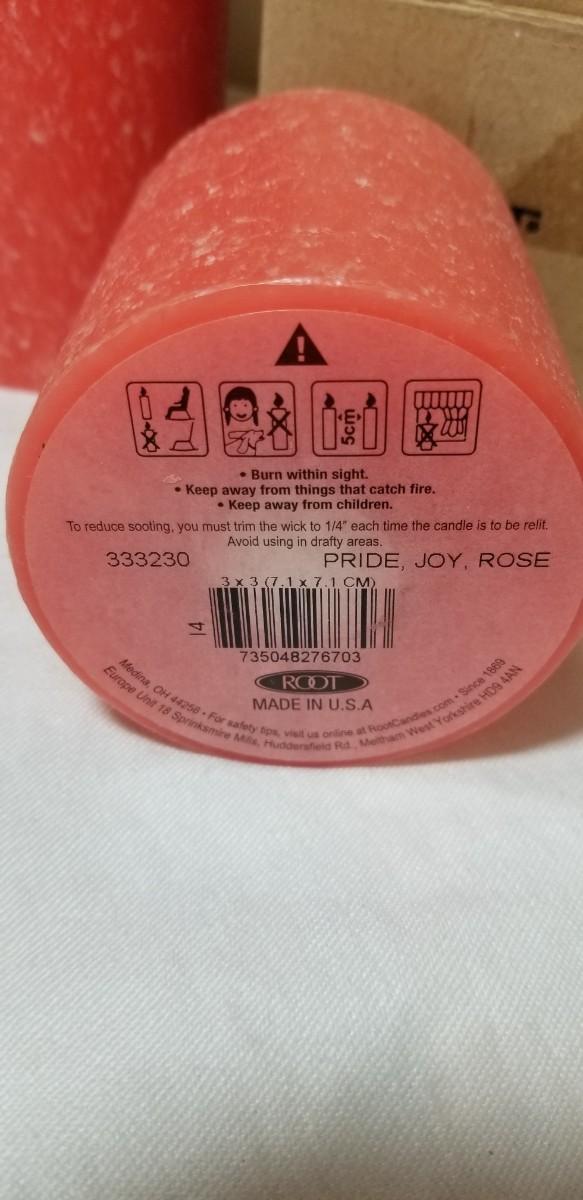 !
5cm
• Burn within sight.
• Keep away from things that catch fire.
• Keep away from children.
To reduce sooting, you must trim the wick to 1/4" each time the candle is to be relit.
Avoid using in drafty areas.
333230 PRIDE, JOY, ROSE
3 x 3 (7.1 x 7.1 CM)
14
735048276703
ROOT
MADE IN U.S.A
Medina, OH 44256 • For safety tips, visit us online at RootCandles.com • Since 1869
Europe Unit 18 Sprinksmire Mills, Huddersfield Rd., Meltham West Yorkshire HD9 4AN